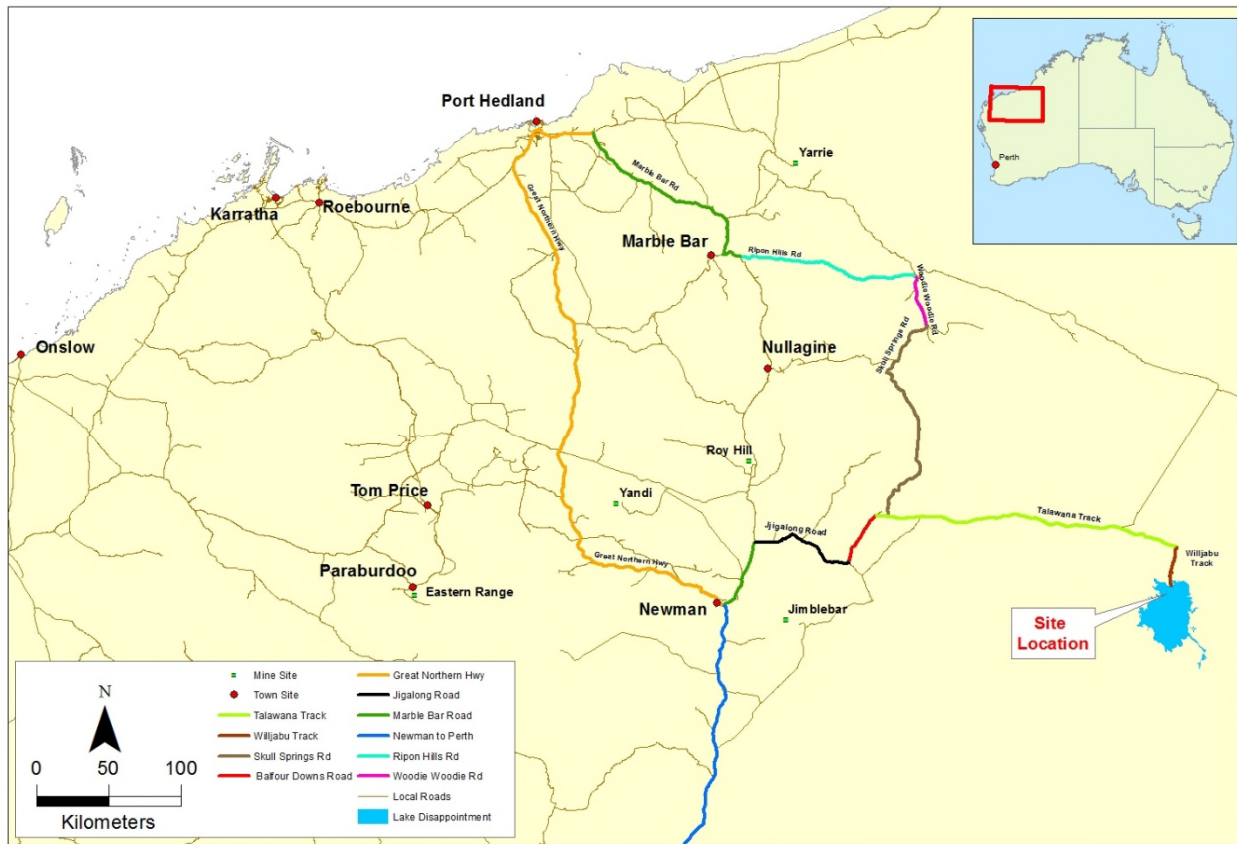 Port Hedland
Yarrie
Perth
Marble Bar Rd
Karratha
Roebourne
Great Northern Hwy
Marble Bar
Ripon Hills Rd
Woodie Woodie Rd
Onslow
Skull Springs Rd
Nullagine
Roy Hill
Tom Price
Yandi
Talawana Track
Jjigalong Road
Willjabu
Track
Great Northern Hwy
Paraburdoo
Eastern Range
Newman
Jimblebar
Site
Location
Mine Site
Town Site
Talawana Track
Willjabu Track
Skull Springs Rd
Balfour Downs Road
Great Northern Hwy
Jigalong Road
Marble Bar Road
Newman to Perth
Ripon Hills Rd
Woodie Woodie Rd
Local Roads
Lake Disappointment
N
0 50 100
Kilometers